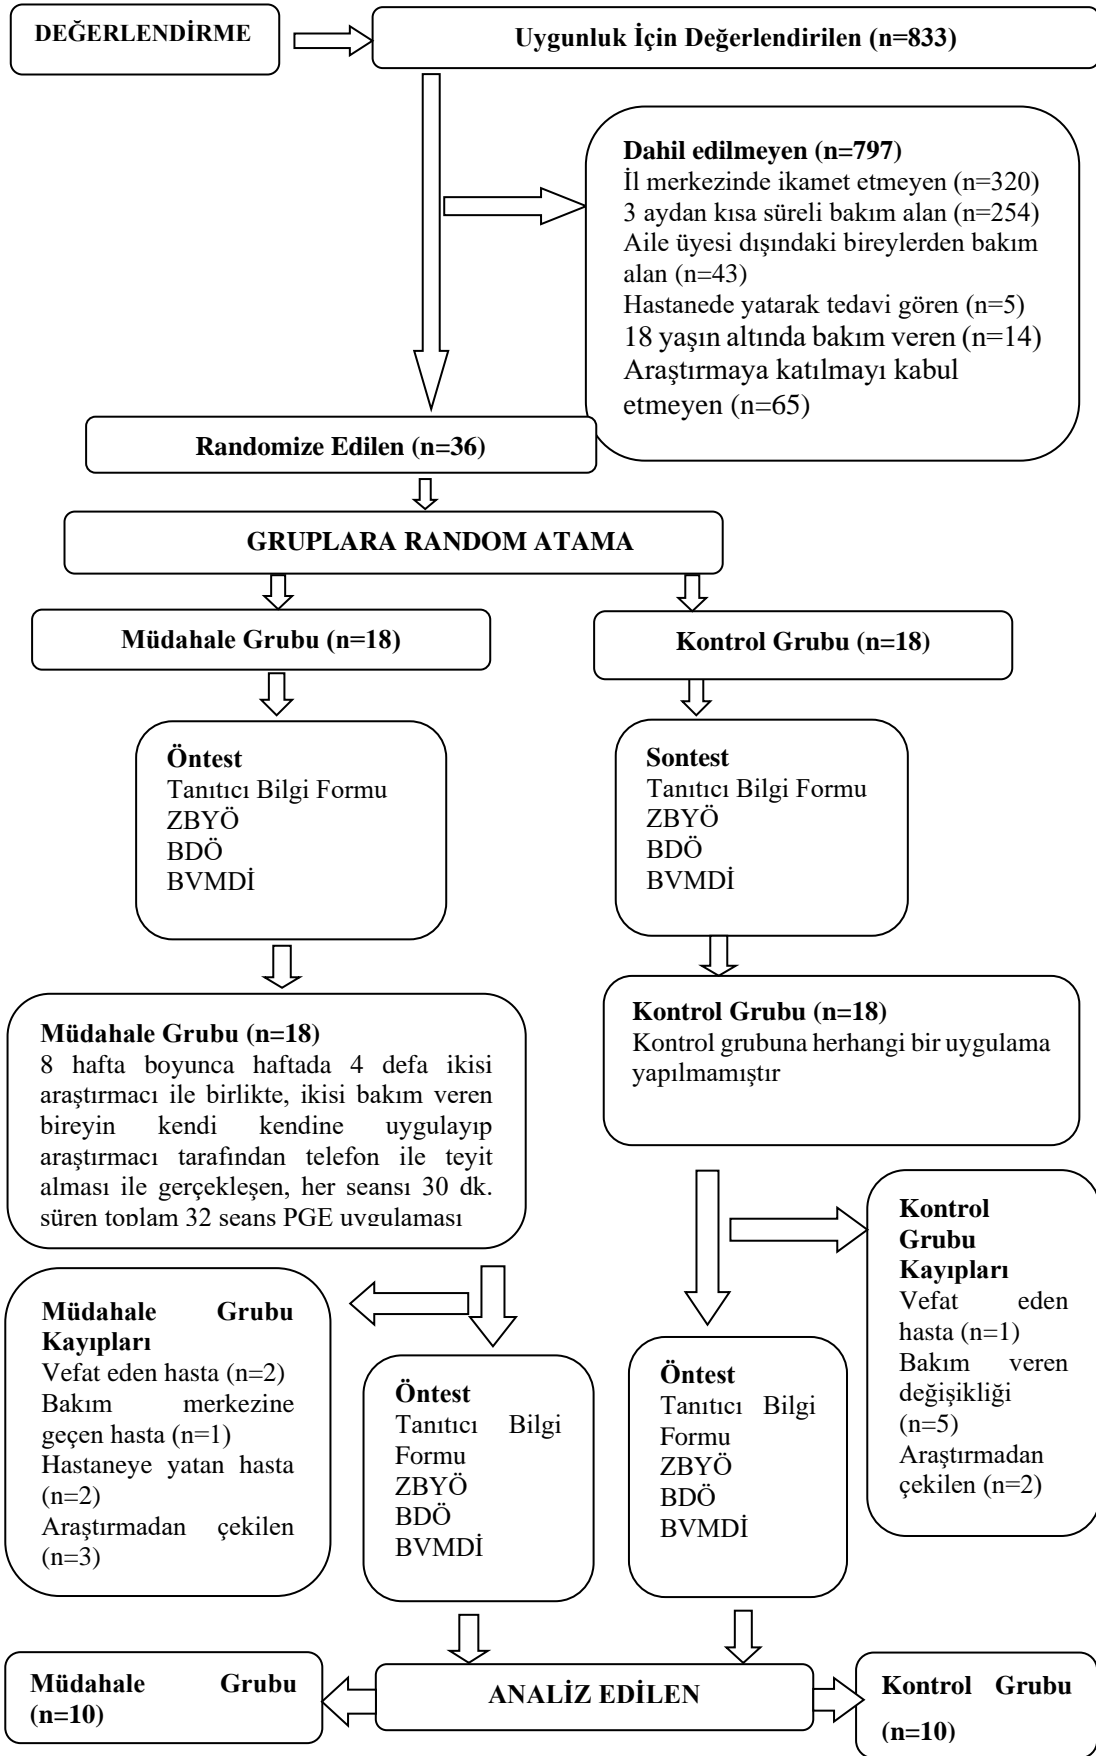 DEĞERLENDİRME
Uygunluk İçin Değerlendirilen (n=833)
Dahil edilmeyen (n=797)
İl merkezinde ikamet etmeyen (n=320)
3 aydan kısa süreli bakım alan (n=254)
Aile üyesi dışındaki bireylerden bakım
alan (n=43)
Hastanede yatarak tedavi gören (n=5)
18 yaşın altında bakım veren (n=14)
Araştırmaya katılmayı kabul
etmeyen (n=65)
Randomize Edilen (n=36)
GRUPLARA RANDOM ATAMA
Müdahale Grubu (n=18)
Kontrol Grubu (n=18)
Öntest
Tanıtıcı Bilgi Formu
ZBYÖ
BDÖ
BVMDİ
Sontest
Tanıtıcı Bilgi Formu
ZBYÖ
BDÖ
BVMDİ
Müdahale Grubu (n=18)
8 hafta boyunca haftada 4 defa ikisi
araştırmacı ile birlikte, ikisi bakım veren
bireyin kendi kendine uygulayıp
araştırmacı tarafından telefon ile teyit
alması ile gerçekleşen, her seansı 30 dk.
süren toplam 32 seans PGE uygulaması
Kontrol Grubu (n=18)
Kontrol grubuna herhangi bir uygulama
yapılmamıştır
Müdahale Grubu
Kayıpları
Vefat eden hasta (n=2)
Bakım merkezine
geçen hasta (n=1)
Hastaneye yatan hasta
(n=2)
Araştırmadan çekilen
(n=3)
Öntest
Tanıtıcı Bilgi
Formu
ZBYÖ
BDÖ
BVMDİ
Öntest
Tanıtıcı Bilgi
Formu
ZBYÖ
BDÖ
BVMDİ
Kontrol
Grubu
Kayıpları
Vefat eden
hasta (n=1)
Bakım veren
değişikliği
(n=5)
Araştırmadan
çekilen (n=2)
Müdahale Grubu
(n=10)
ANALİZ EDİLEN
Kontrol Grubu
(n=10)